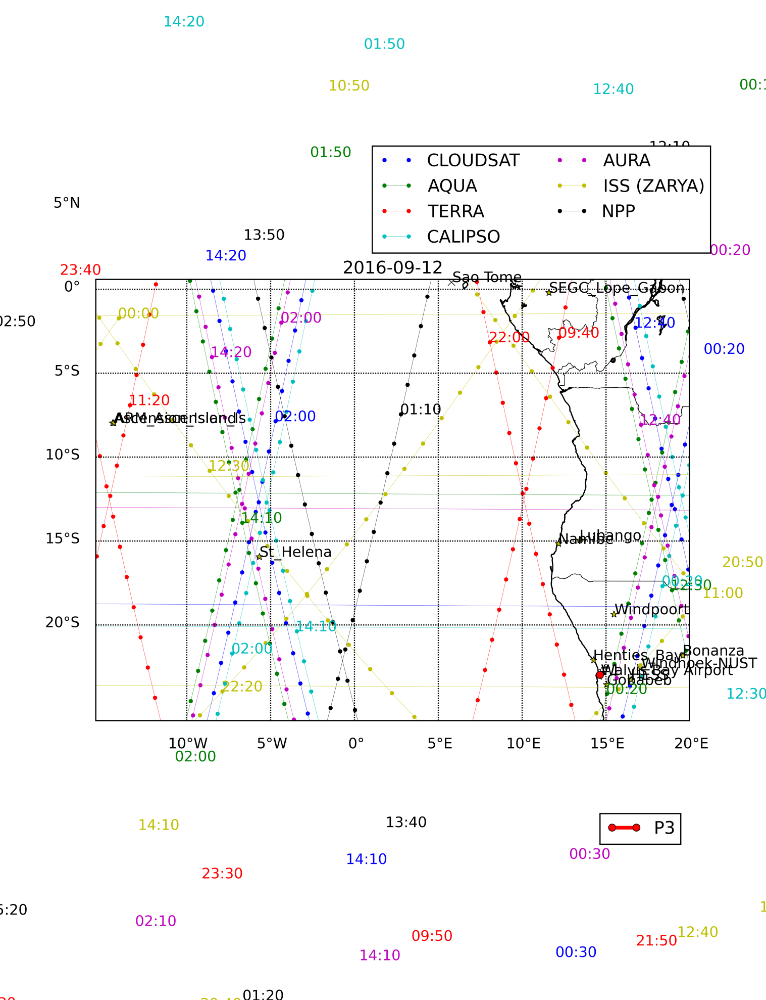 14:20
01:50
10:50
12:40
01:50
CLOUDSAT
AQUA
TERRA
CALIPSO
AURA
ISS (ZARYA)
NPP
5°N
13:50
14:20
00:20
23:40
2016-09-12
Sao Tome
0°
SEGC_Lope_Gabon
00:00
02:00
12:40
02:50
22:00
09:40
14:20
00:20
5°S
11:20
01:10
02:00
12:40
Ascension_Island
ARM_Ascension_Islands
10°S
12:30
14:10
15°S
Namibe
Lubango
St_Helena
20:50
00:20
12:30
11:00
Windpoort
20°S
14:10
02:00
Henties_Bay
Bonanza
Windhoek-NUST
Walvis Bay Airport
HESS
Gobabeb
22:20
00:20
12:30
10°W
5°W
0°
5°E
10°E
15°E
20°E
02:00
14:10
13:40
P3
14:10
00:30
23:30
02:10
09:50
12:40
21:50
14:10
00:30
01:20